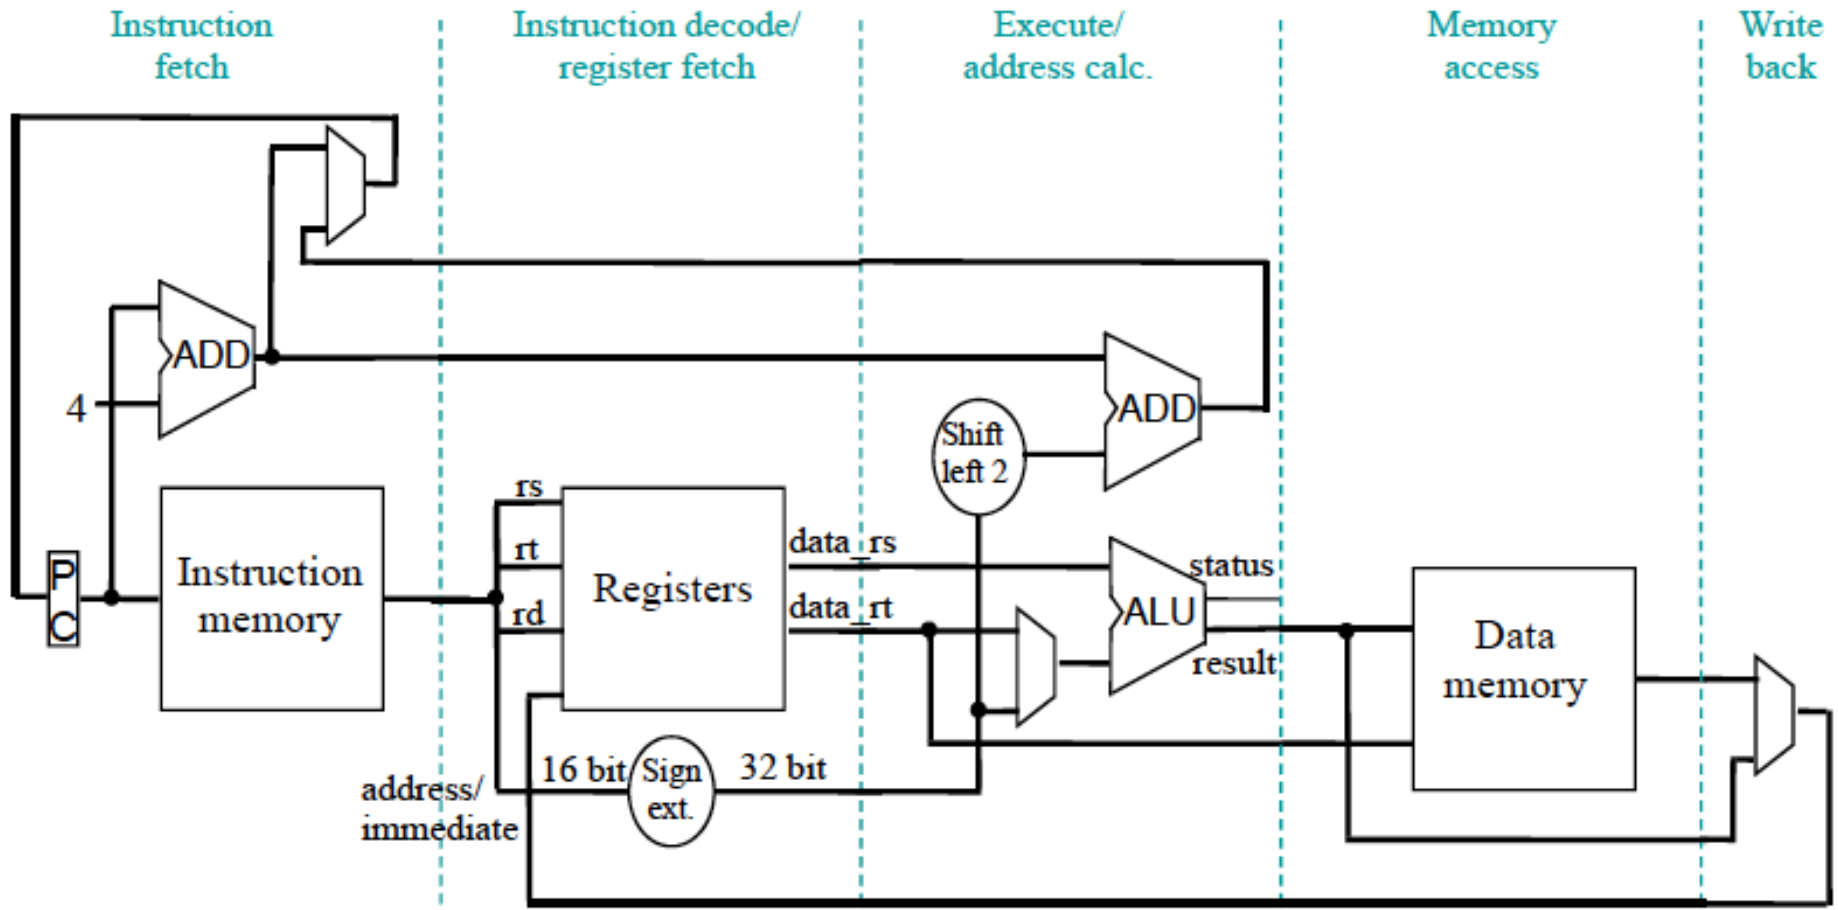 Instruction
fetch
Instruction decode/
register fetch
Execute/
address calc.
Memory
access
Write
back
ADD
4
ADD
Shift
left 2
P
C
Instruction
memory
rs
rt
rd
Registers
data_rs
data_rt
status
ALU
result
Data
memory
address/
immediate
16 bit
Sign
ext.
32 bit